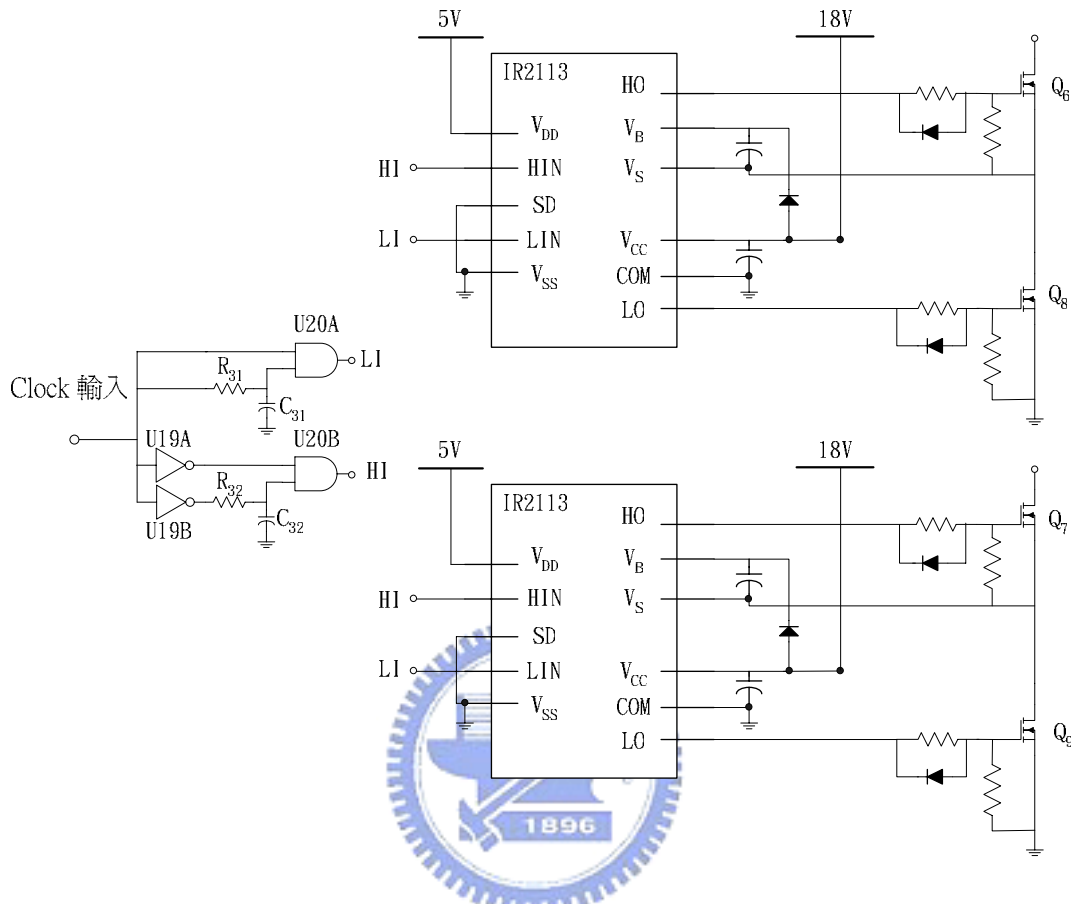 5V
18V
IR2113
HO
Q6
VDD
VB
HI
HIN
VS
SD
LI
LIN
VCC
VSS
COM
LO
Q8
U20A
LI
R31
Clock 輸入
C31
U19A
U20B
HI
R32
C32
U19B
5V
18V
IR2113
HO
Q7
VDD
VB
HI
HIN
VS
SD
LI
LIN
VCC
VSS
COM
LO
Q9
1896